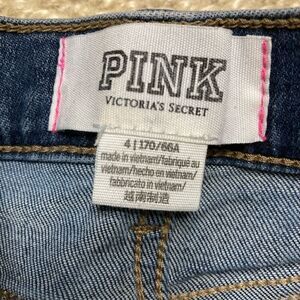 PINK
VICTORIA'S SECRET
4 | 170/66A
made in vietnam/fabriqué au
vietnam/hecho en vietnam/
fabbricato in vietnam/
越南制造